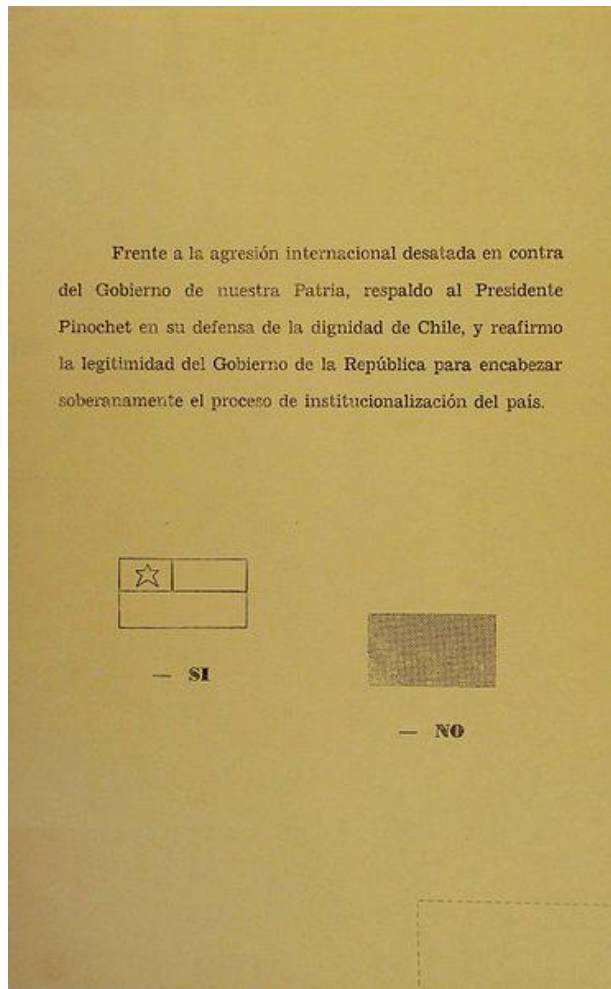 Frente a la agresión internacional desatada en contra
del Gobierno de nuestra Patria, respaldo al Presidente
Pinochet en su defensa de la dignidad de Chile, y reafirmo
la legitimidad del Gobierno de la República para encabezar
soberanamente el proceso de institucionalización del país.
— SI
— NO